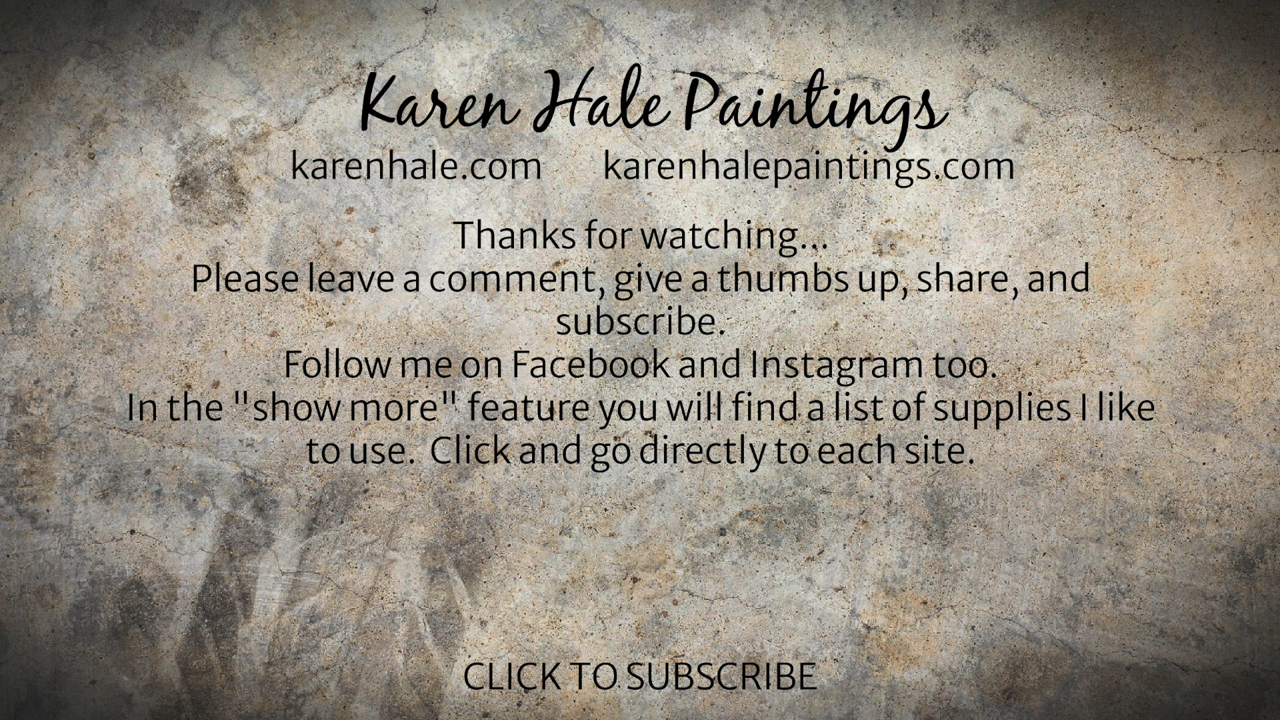 Karen Hale Paintings
karenhale.com karenhalepaintings.com
Thanks for watching...
Please leave a comment, give a thumbs up, share, and
subscribe.
Follow me on Facebook and Instagram too.
In the "show more" feature you will find a list of supplies I like
to use. Click and go directly to each site.
CLICK TO SUBSCRIBE